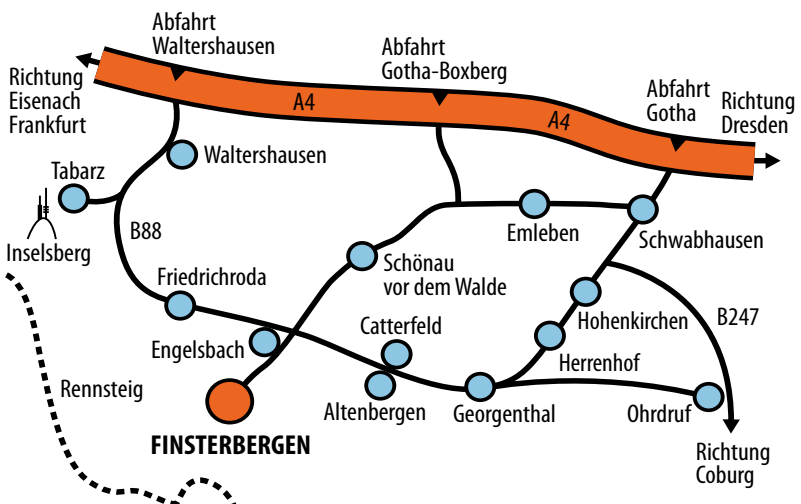 Abfahrt
Waltershausen
Abfahrt
Gotha-Boxberg
Abfahrt
Gotha
Richtung
Eisenach
Frankfurt
Richtung
Dresden
A4
A4
Waltershausen
Tabarz
Inselsberg
B88
Emleben
Schwabhausen
Schönau
vor dem Walde
Friedrichroda
Hohenkirchen
B247
Engelsbach
Catterfeld
Herrenhof
Rennsteig
Altenbergen
Georgenthal
Ohrdruf
FINSTERBERGEN
Richtung
Coburg